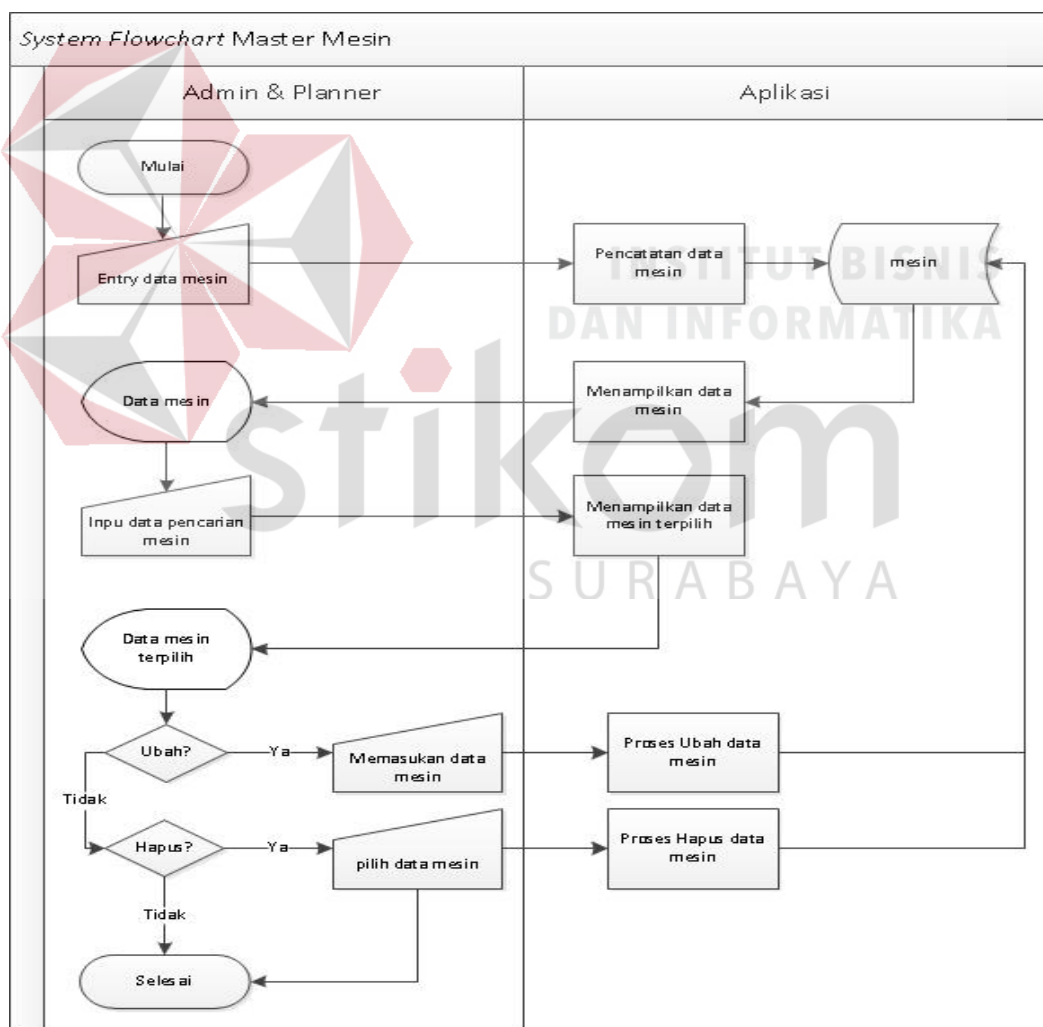 System Flowchart Master Mesin
Admin & Planner
Aplikasi
Mulai
Entry data mesin
Pencatatan data
mesin
mesin
INSTITUT BISNIS
DAN INFORMATIKA
Data mesin
Menampilkan data
mesin
stikom
Inpu data pencarian
mesin
Menampilkan data
mesin terpilih
SURABAYA
Data mesin
terpilih
Ubah?
Ya
Memasukan data
mesin
Proses Ubah data
mesin
Tidak
Hapus?
Ya
pilih data mesin
Proses Hapus data
mesin
Tidak
Selesai